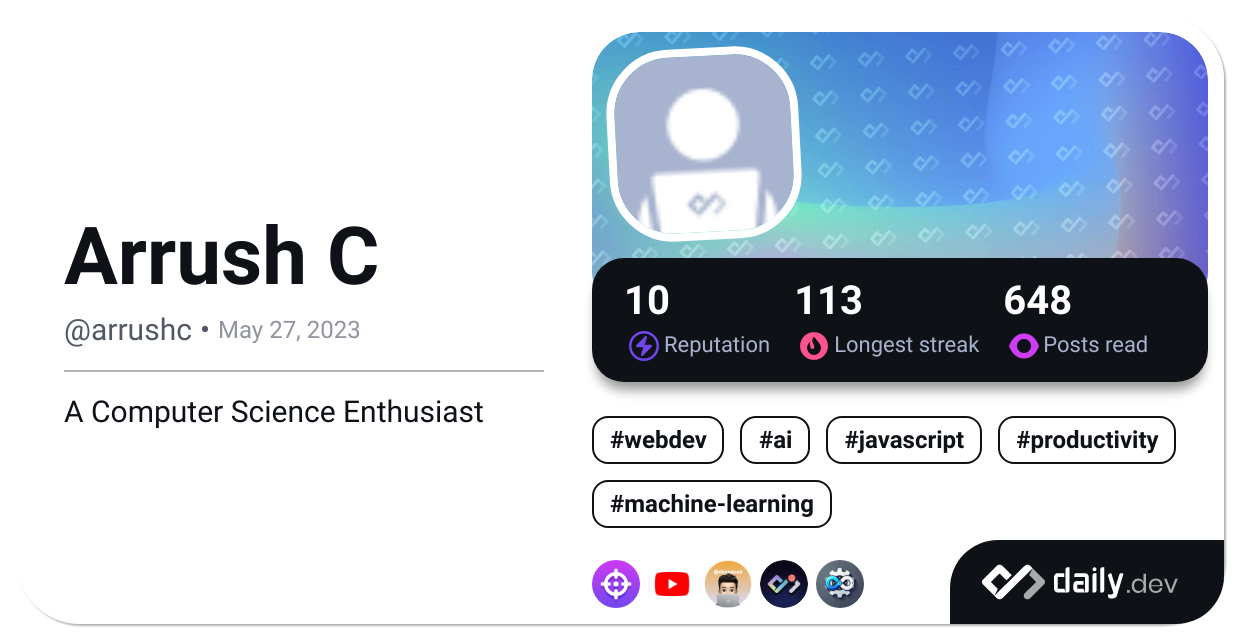 Arrush C
@arrushc • May 27, 2023
A Computer Science Enthusiast
10 113 648
Reputation Longest streak Posts read
#webdev #ai #javascript #productivity
#machine-learning
daily.dev